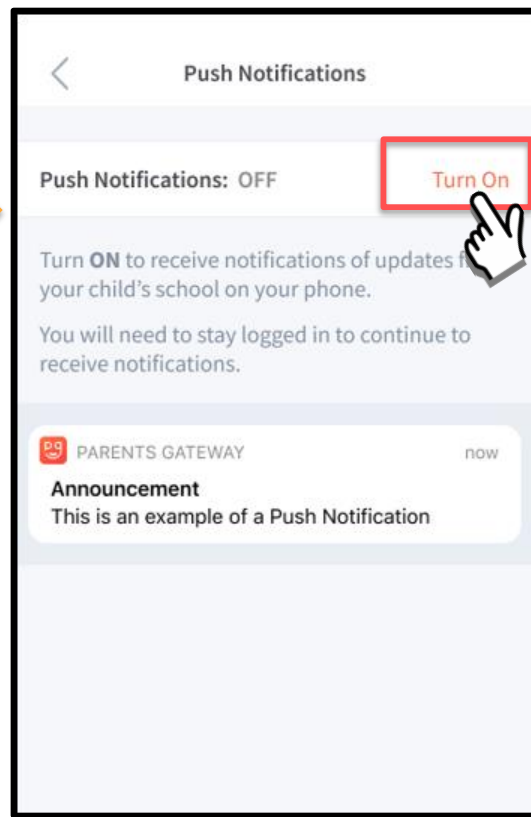 Push Notifications
Push Notifications: OFF Turn On
Turn ON to receive notifications of updates
your child's school on your phone.
You will need to stay logged in to continue to
receive notifications.
PARENTS GATEWAY now
Announcement
This is an example of a Push Notification